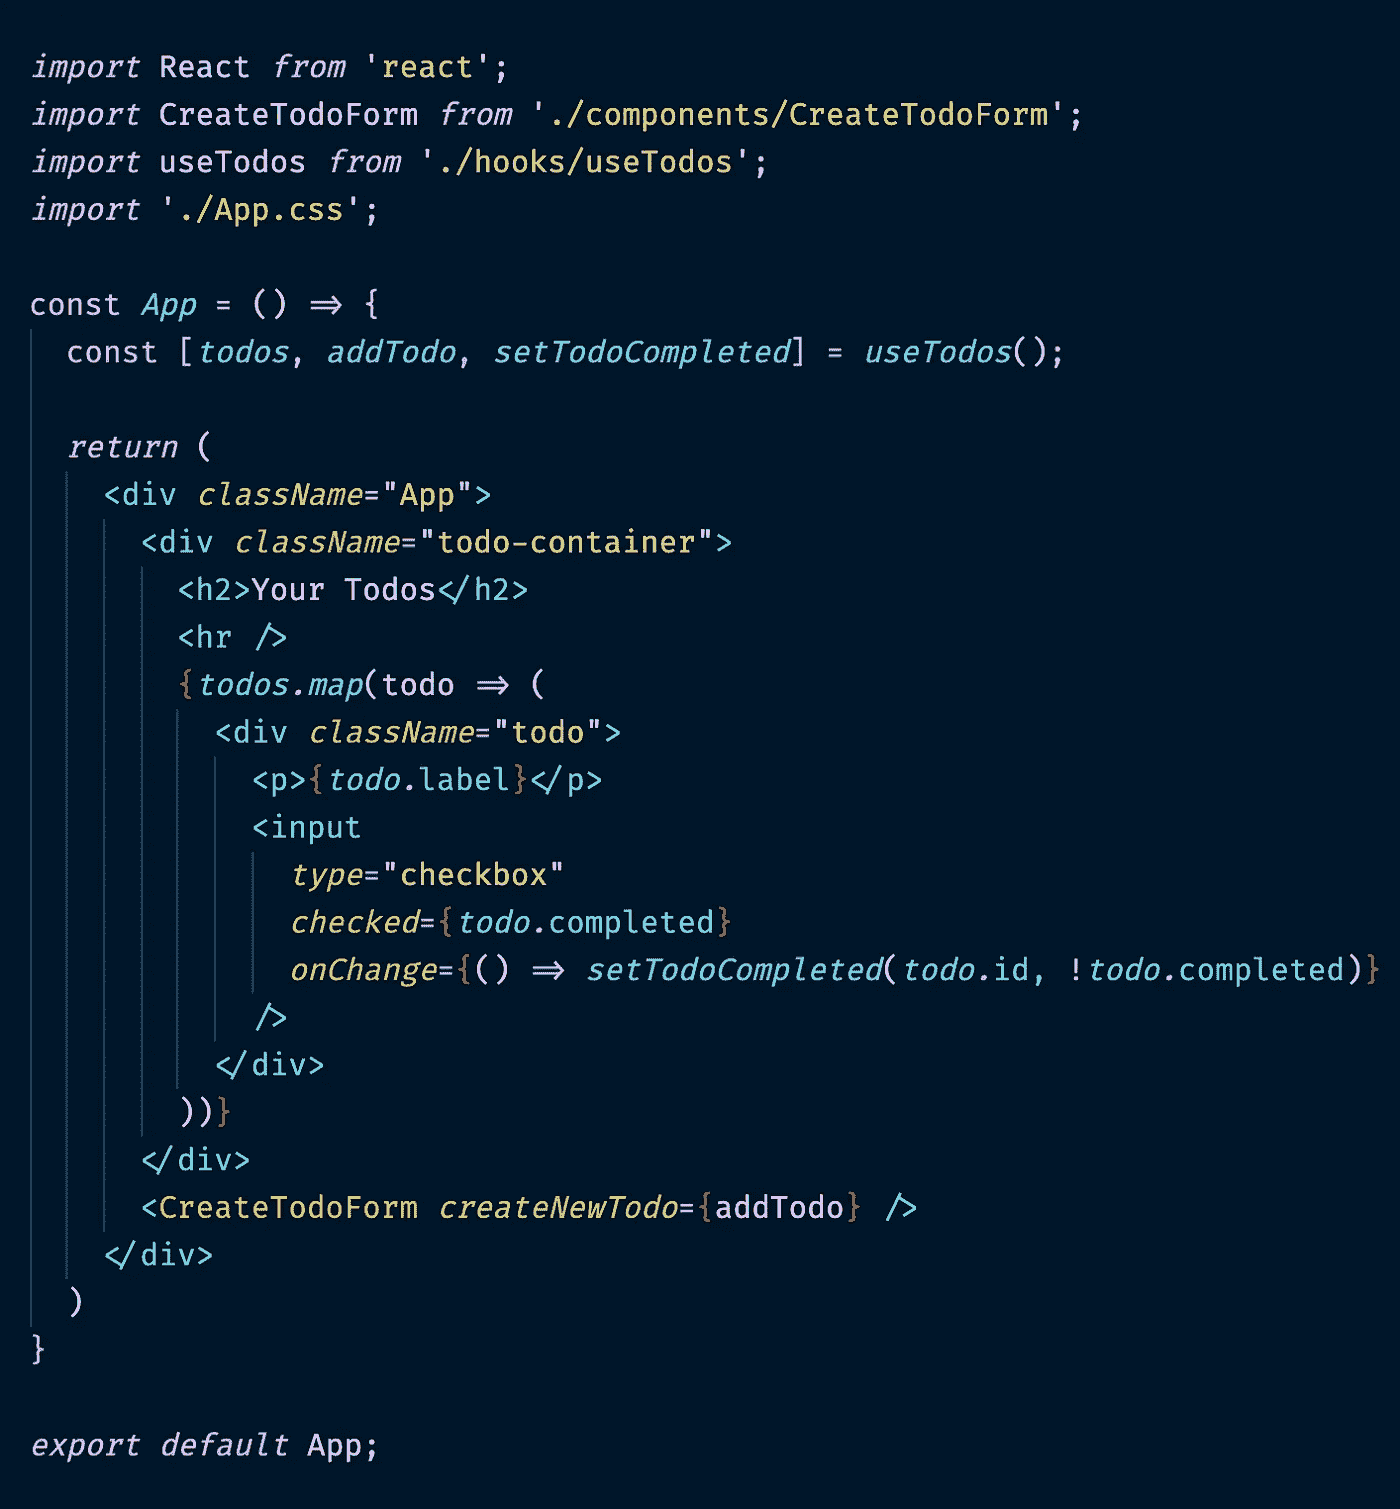 import React from 'react';
import CreateTodoForm from './components/CreateTodoForm';
import useTodos from './hooks/useTodos';
import './App.css';

const App = () => {
  const [todos, addTodo, setTodoCompleted] = useTodos();

  return (
    <div className="App">
      <div className="todo-container">
        <h2>Your Todos</h2>
        <hr />
        {todos.map(todo => (
          <div className="todo">
            <p>{todo.label}</p>
            <input
              type="checkbox"
              checked={todo.completed}
              onChange={() => setTodoCompleted(todo.id, !todo.completed)}
            />
          </div>
        ))}
      </div>
      <CreateTodoForm createNewTodo={addTodo} />
    </div>
  )
}

export default App;